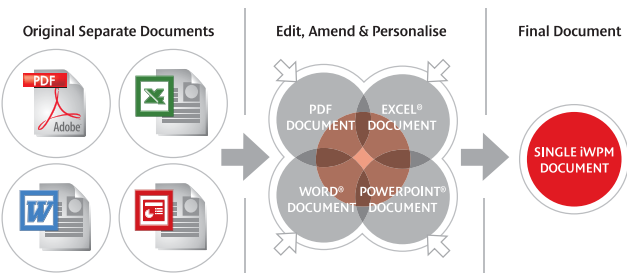 Original Separate Documents
Edit, Amend & Personalise
Final Document
PDF
Adobe
X
W
PDF
DOCUMENT
EXCEL®
DOCUMENT
WORD®
DOCUMENT
POWERPOINT®
DOCUMENT
SINGLE iWPM
DOCUMENT